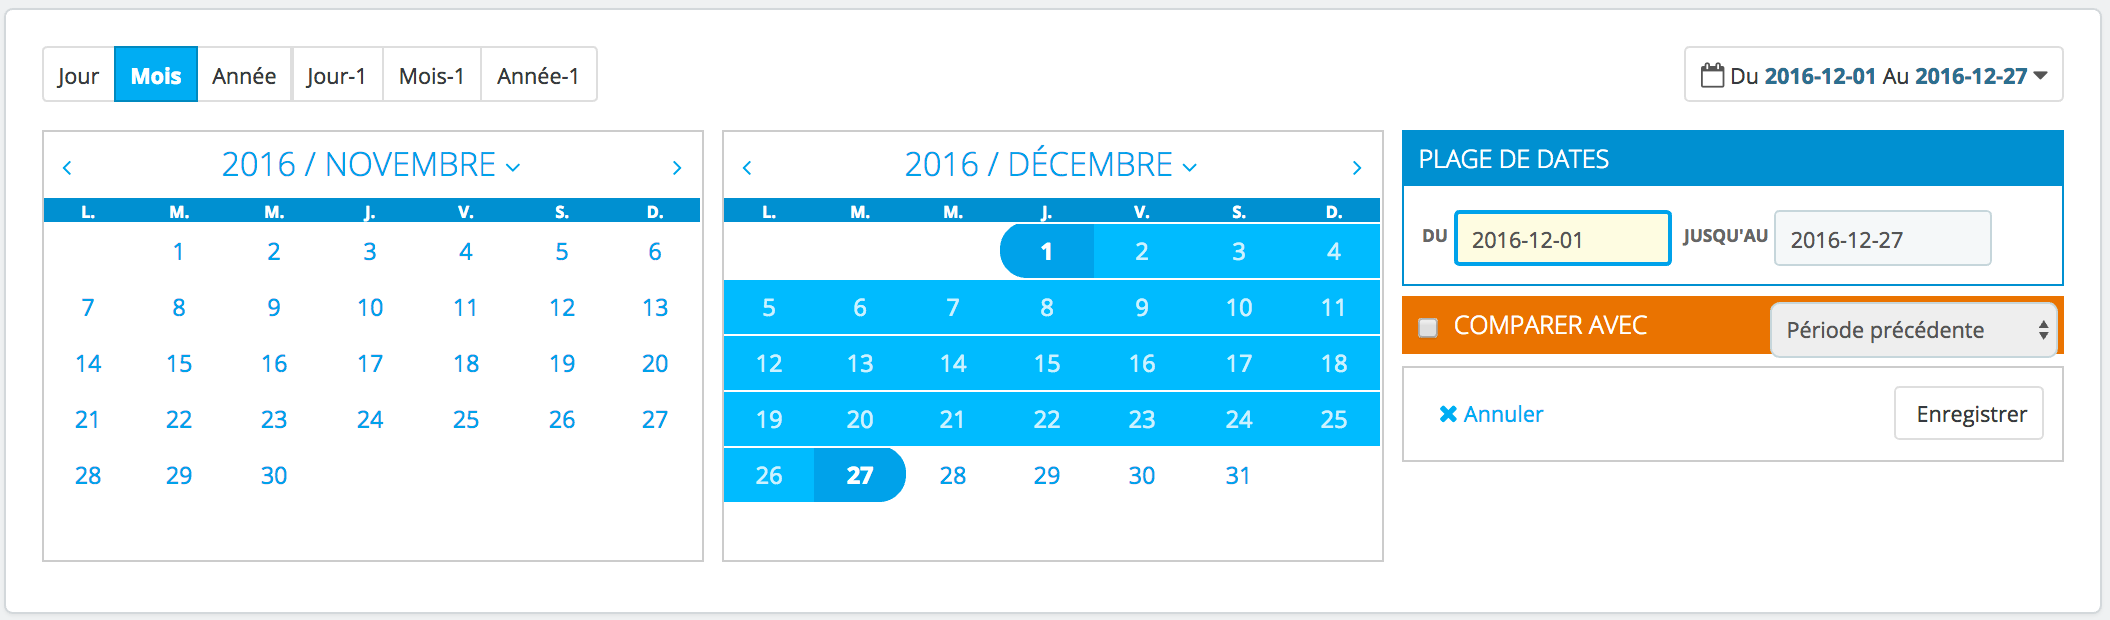 Jour Mois Année Jour-1 Mois-1 Année-1
Du 2016-12-01 Au 2016-12-27
2016 / NOVEMBRE
L. M. M. J. V. S. D.
1 2 3 4 5 6
7 8 9 10 11 12 13
14 15 16 17 18 19 20
21 22 23 24 25 26 27
28 29 30
2016 / DÉCEMBRE
L. M. M. J. V. S. D.
1 2 3 4
5 6 7 8 9 10 11
12 13 14 15 16 17 18
19 20 21 22 23 24 25
26 27 28 29 30 31
PLAGE DE DATES
DU 2016-12-01 JUSQU'AU 2016-12-27
COMPARER AVEC Période précédente
Annuler Enregistrer